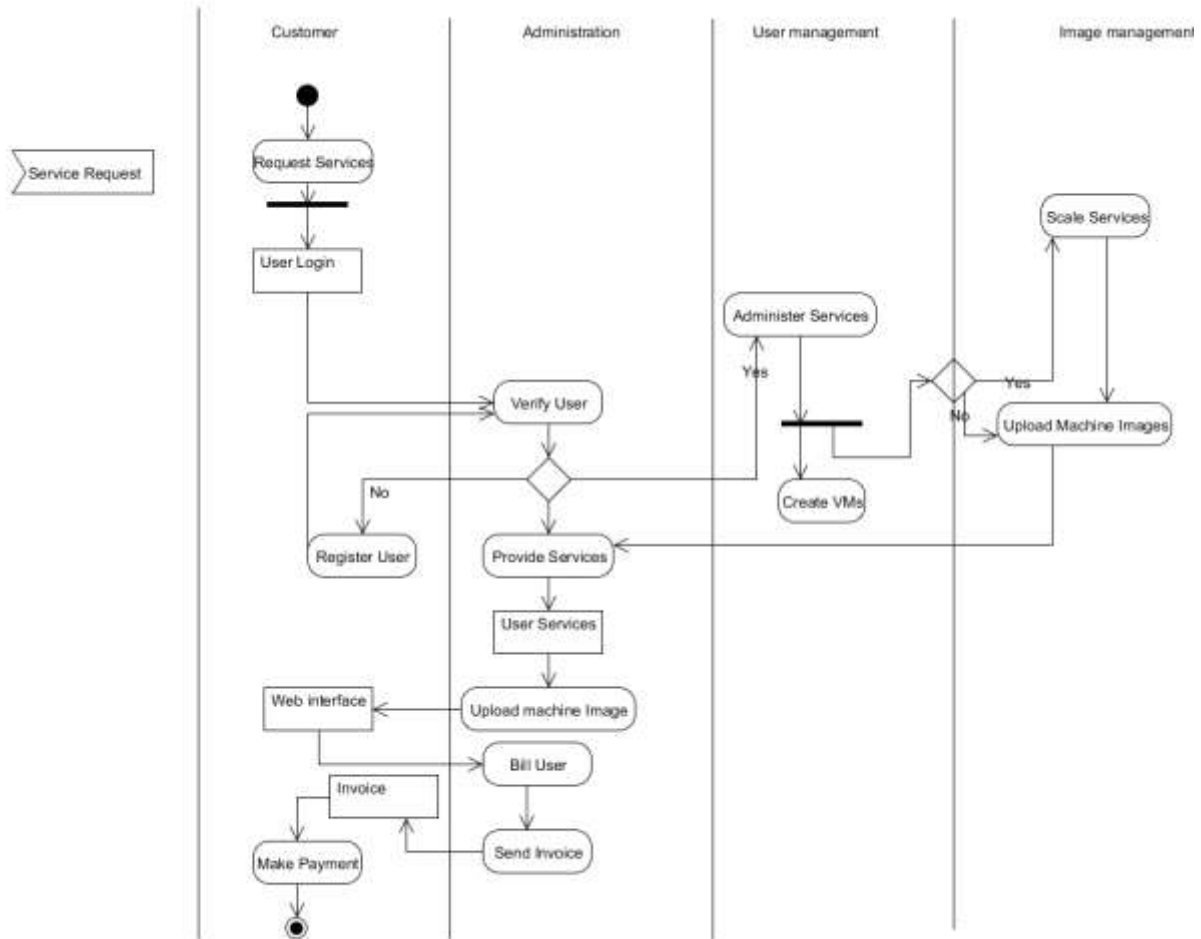 Customer
Administration
User management
Image management
Service Request
Request Services
User Login
Scale Services
Administer Services
Yes
Yes
No
Verify User
Upload Machine Images
No
Create VMs
Register User
Provide Services
User Services
Web interface
Upload machine Image
Bill User
Invoice
Send Invoice
Make Payment